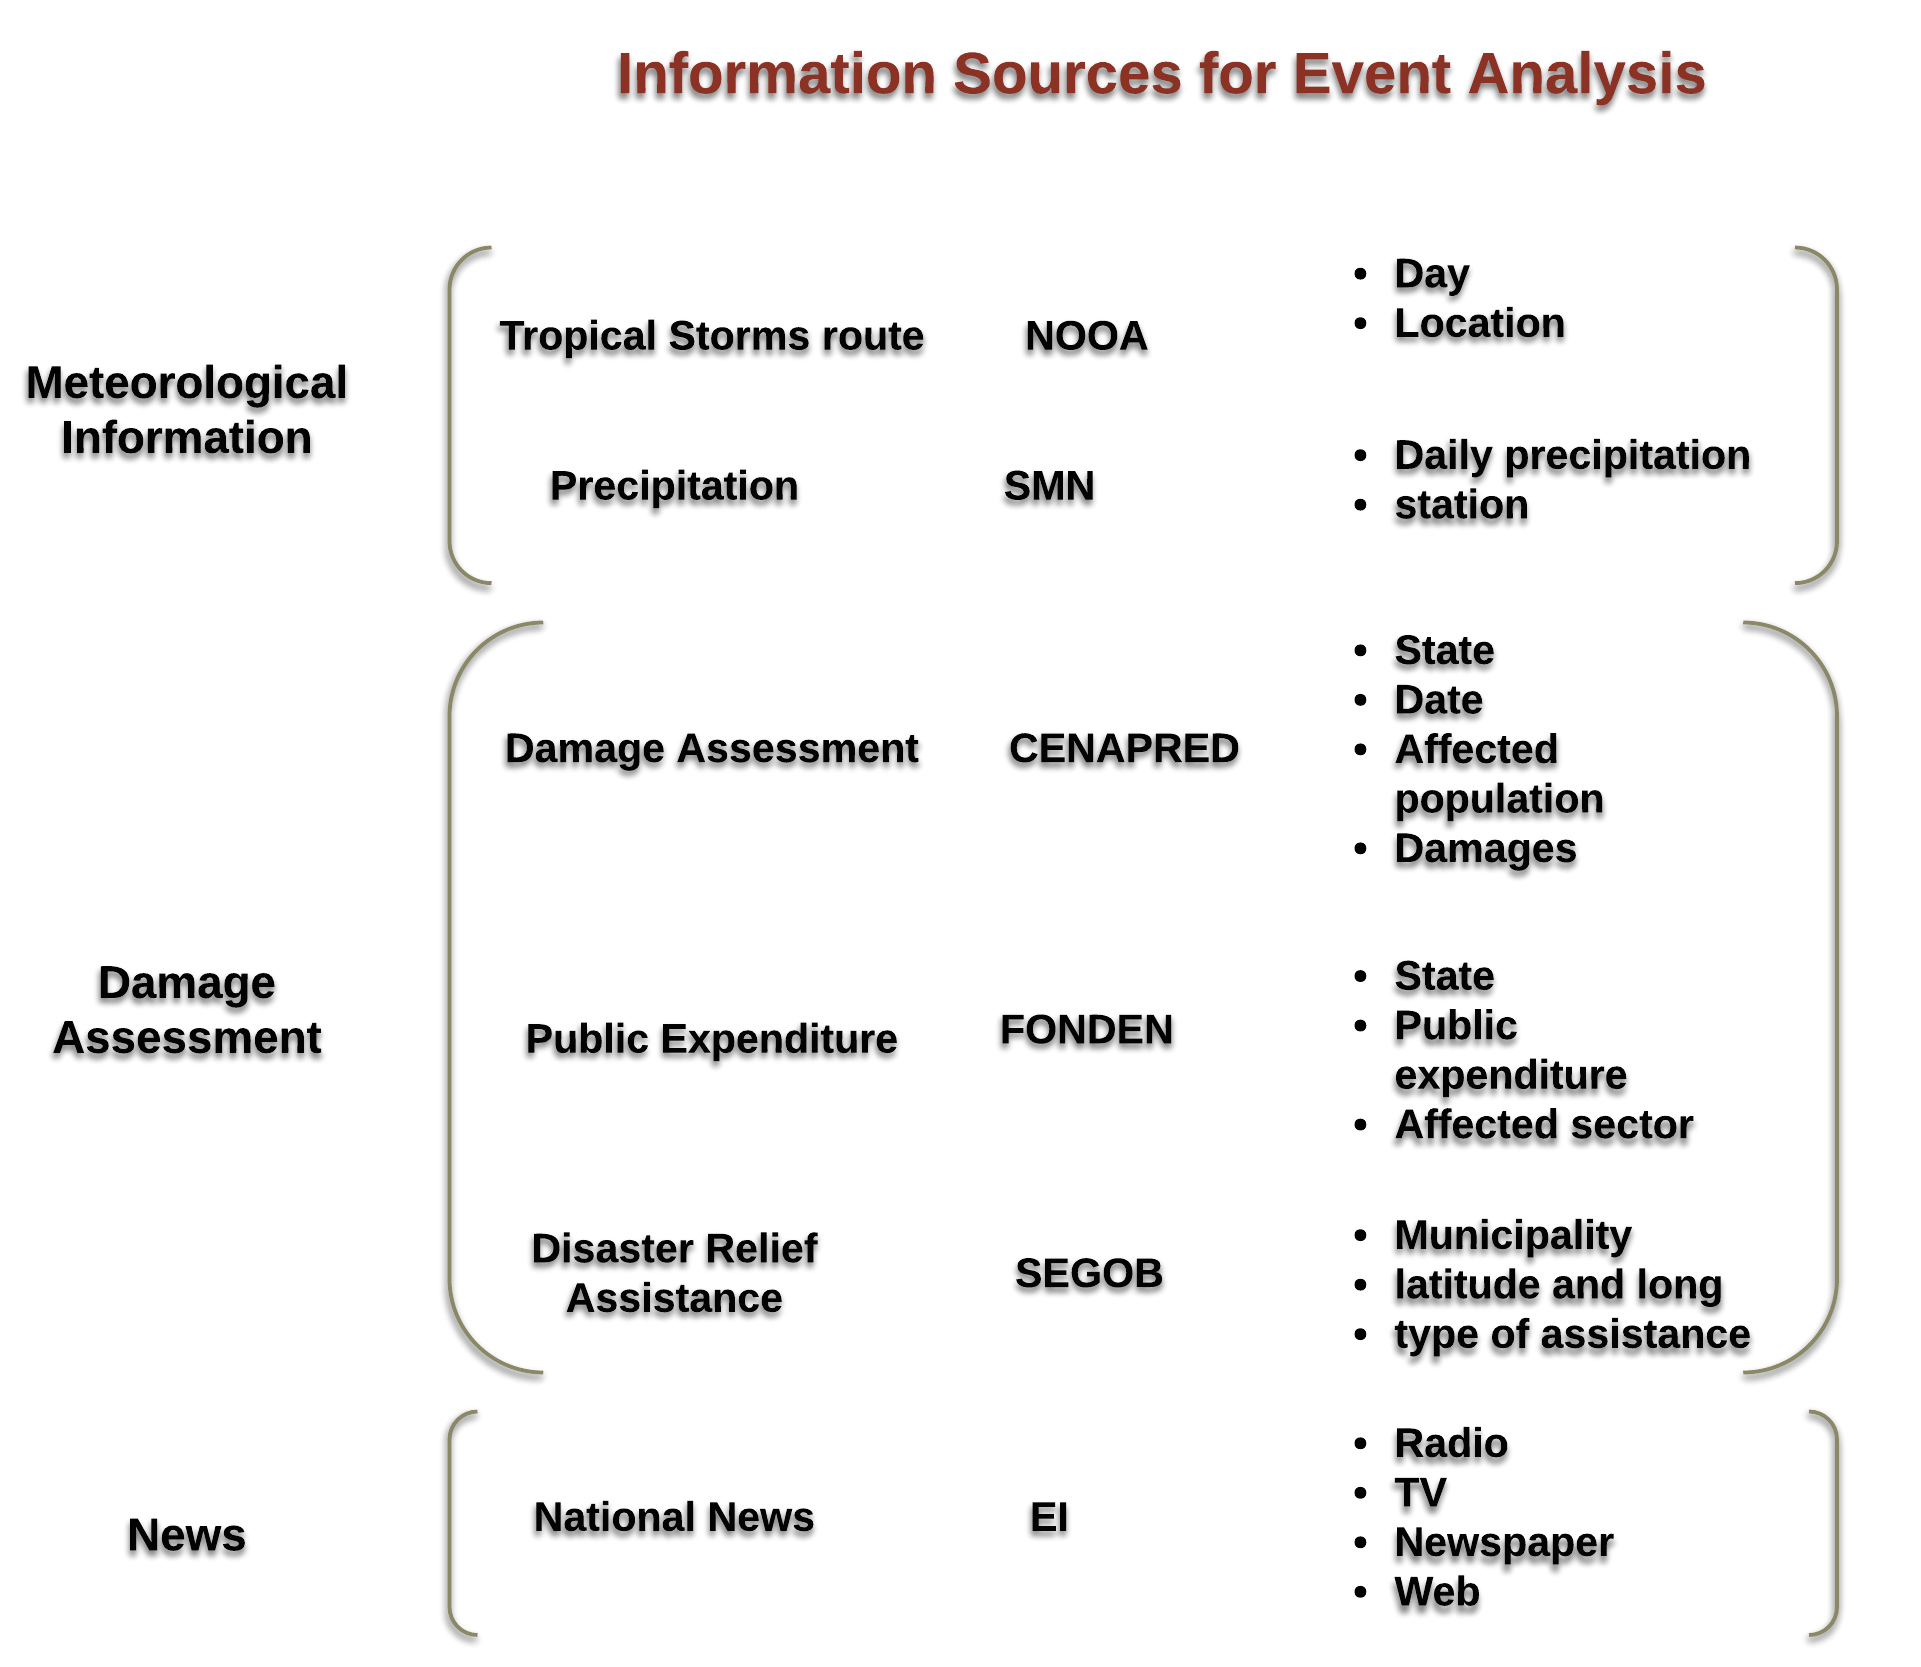 Information Sources for Event Analysis
Meteorological
Information
Tropical Storms route
NOOA
• Day
• Location
Precipitation
SMN
• Daily precipitation
• station
Damage
Assessment
Damage Assessment
CENAPRED
• State
• Date
• Affected
population
• Damages
Public Expenditure
FONDEN
• State
• Public
expenditure
• Affected sector
Disaster Relief
Assistance
SEGOB
• Municipality
• latitude and long
• type of assistance
News
National News
EI
• Radio
• TV
• Newspaper
• Web